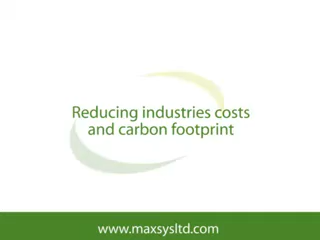 Reducing industries costs
and carbon footprint
www.maxsysltd.com